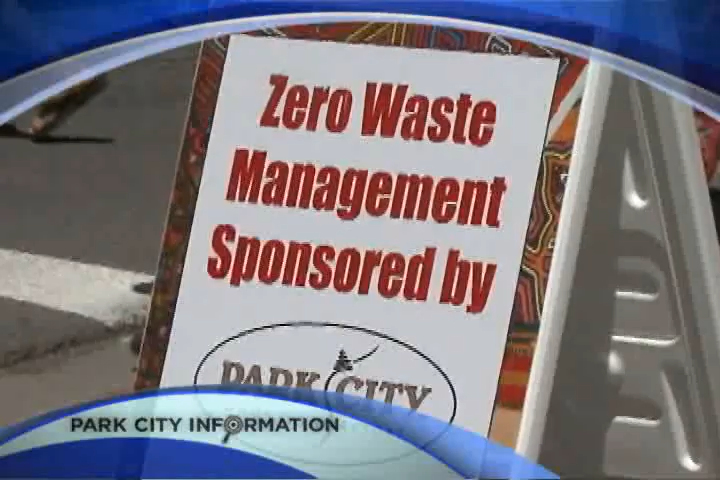 Zero Waste
Management
Sponsored by
PARK CITY
PARK CITY INFORMATION